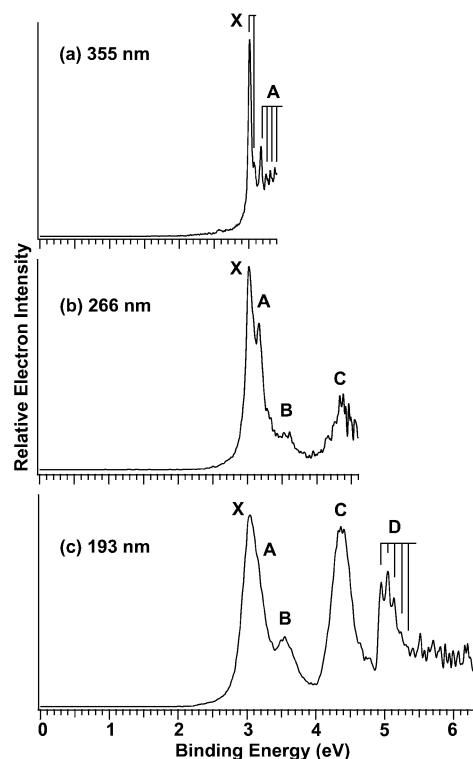 X
(a) 355 nm
A
X
A
(b) 266 nm
B
C
Relative Electron Intensity
X
C
D
A
(c) 193 nm
B
0 1 2 3 4 5 6
Binding Energy (eV)